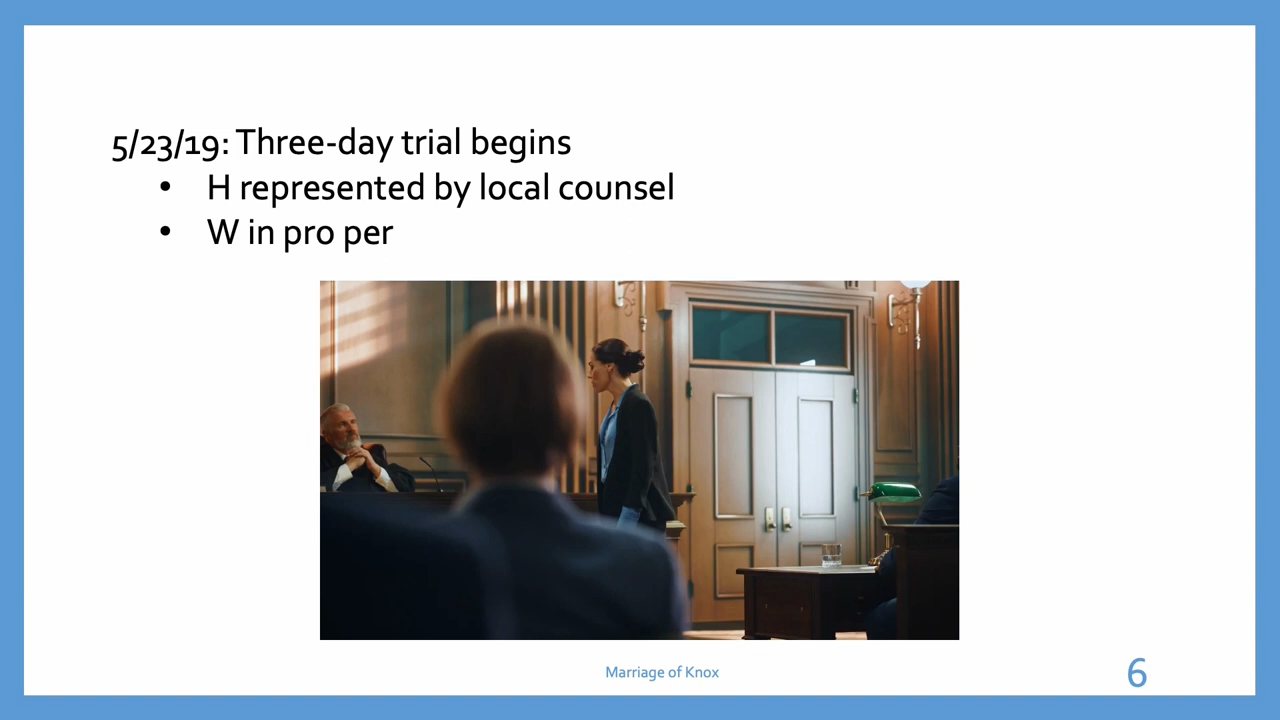 5/23/19: Three-day trial begins
• H represented by local counsel
• W in pro per
Marriage of Knox
6